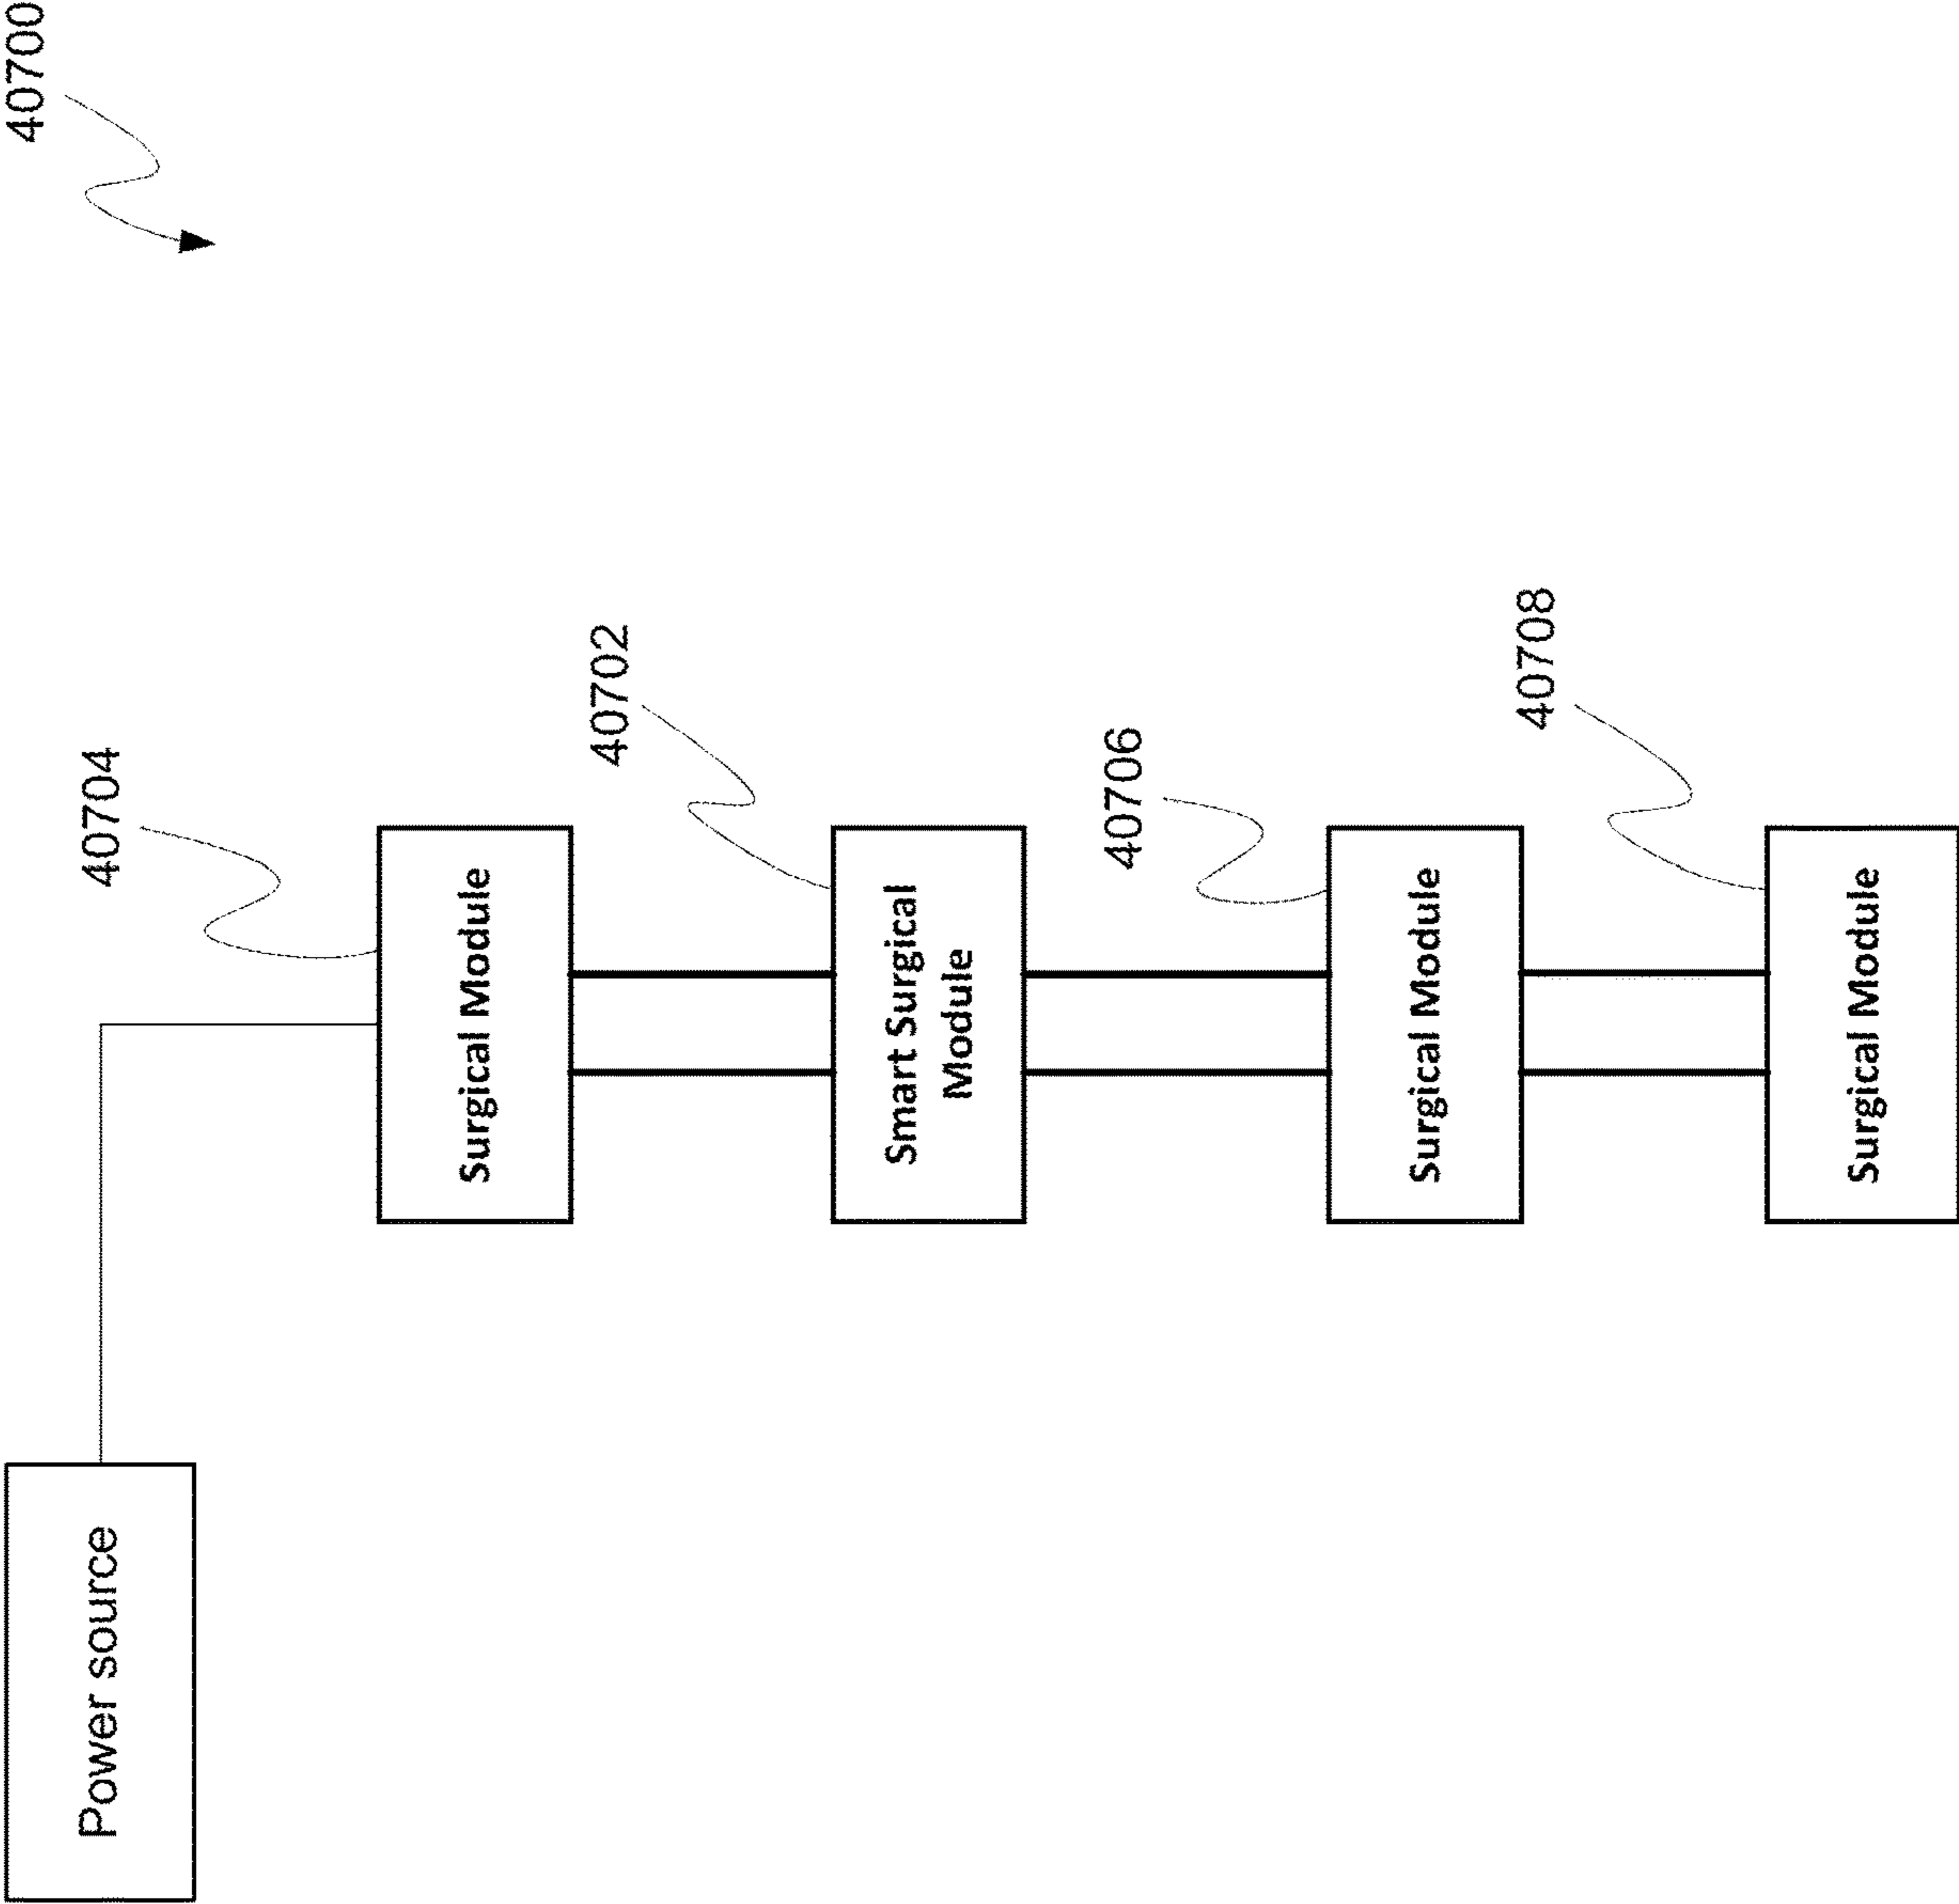 40700
40704
Power source
Surgical Module
40702
Smart Surgical
Module
40706
Surgical Module
40708
Surgical Module